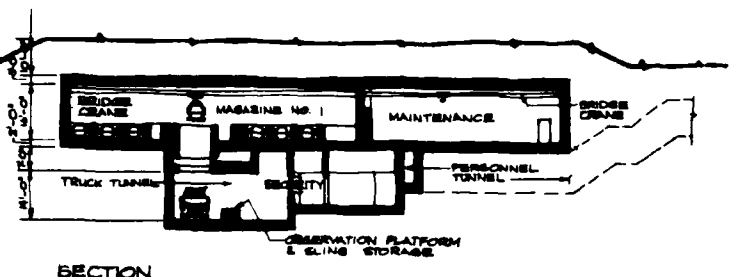 BRIDGE
CRANE
MAGAZINE NO. 1
MAINTENANCE
BRIDGE
CRANE
TRUCK TUNNEL
SECURITY
PERSONNEL
TUNNEL
OBSERVATION PLATFORM
& SLING STORAGE
SECTION